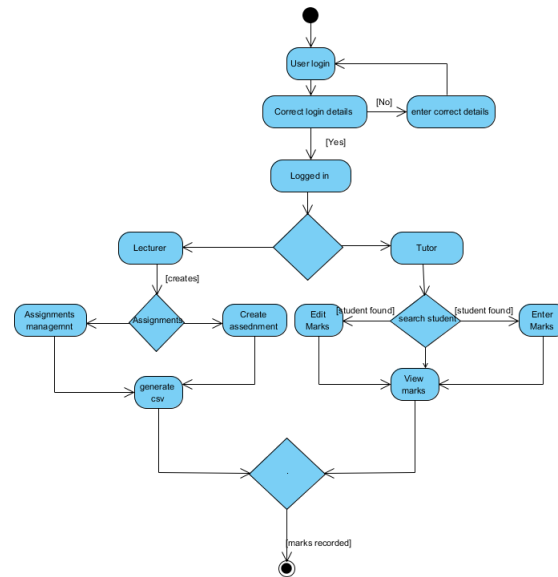 User login
Correct login details
[No]
enter correct details
[Yes]
Logged in
Lecturer
Tutor
[creates]
Assignments
managemnt
Assignments
Create
assednment
Edit
Marks
[student found]
search student
[student found]
Enter
Marks
generate
csv
View
marks
.
[marks recorded]